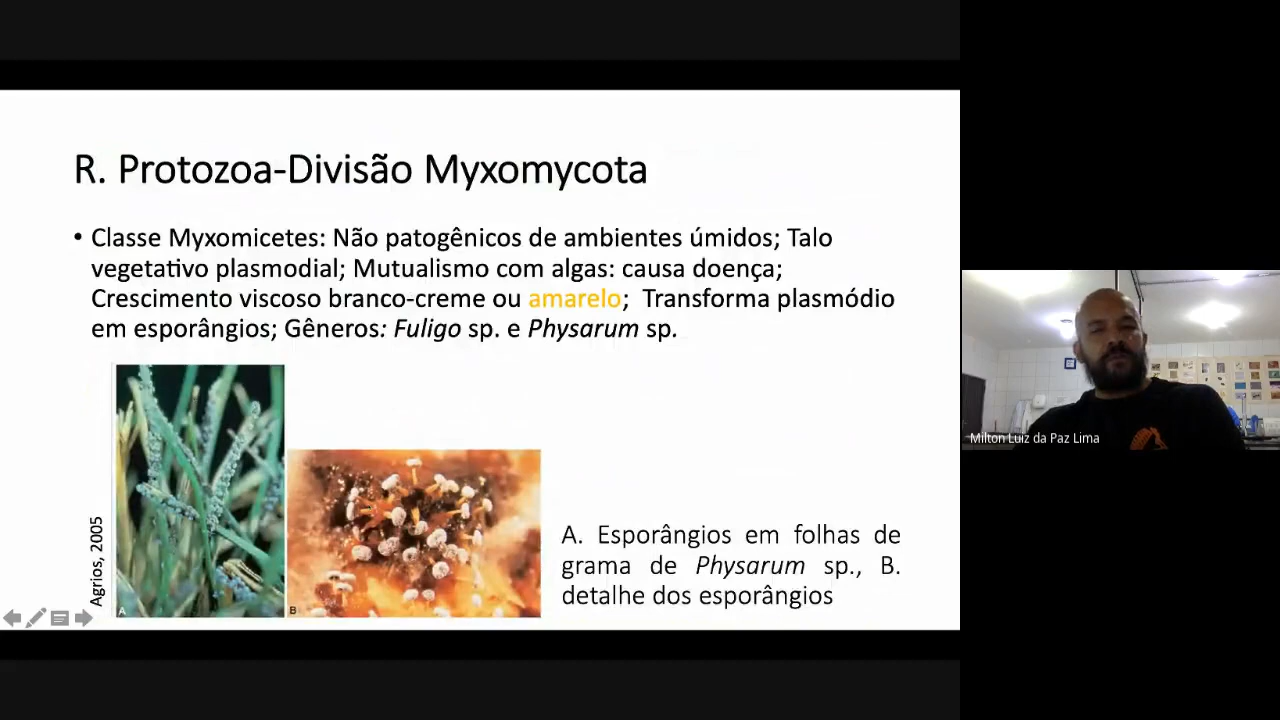 R. Protozoa-Divisão Myxomycota
• Classe Myxomicetes: Não patogênicos de ambientes úmidos; Talo
vegetativo plasmodial; Mutualismo com algas: causa doença;
Crescimento viscoso branco-creme ou amarelo; Transforma plasmódio
em esporângios; Gêneros: Fuligo sp. e Physarum sp.
Agrios, 2005
A
B
A. Esporângios em folhas de
grama de Physarum sp., B.
detalhe dos esporângios
Milton Luiz da Paz Lima